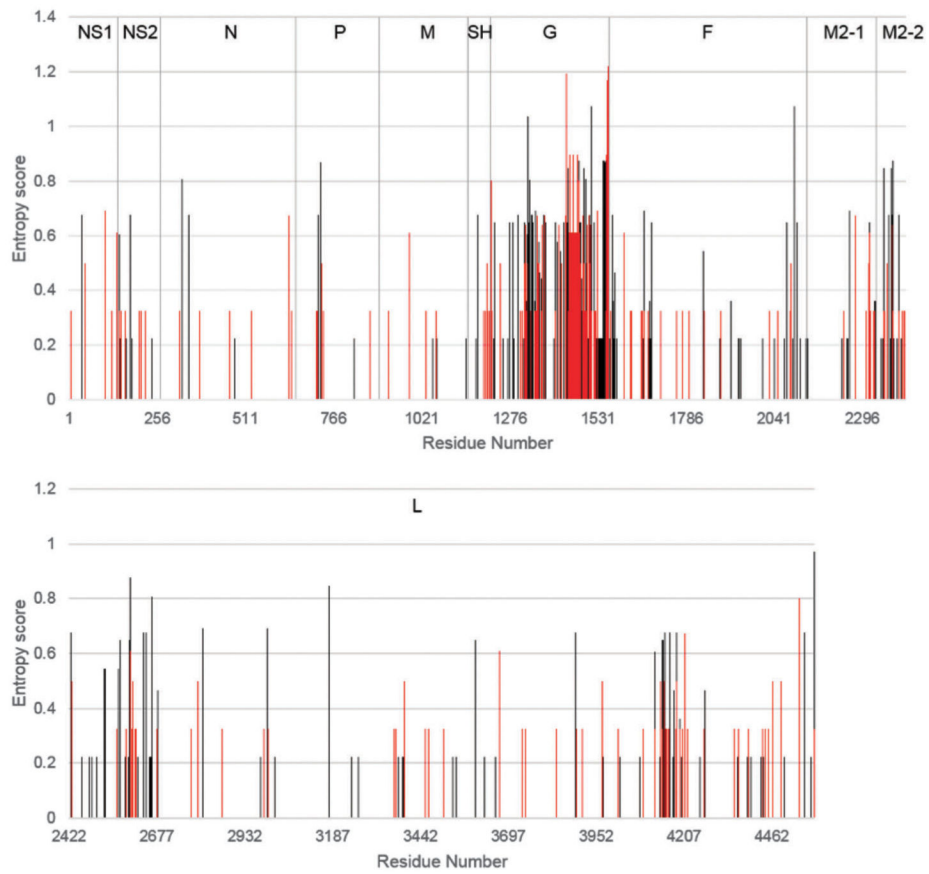 1.4
NS1 NS2 N P M SH G F M2-1 M2-2
1.2
1
0.8
0.6
0.4
0.2
0
Entropy score
1 256 511 766 1021 1276 1531 1786 2041 2296
Residue Number
1.2
L
1
0.8
0.6
0.4
0.2
0
Entropy score
2422 2677 2932 3187 3442 3697 3952 4207 4462
Residue Number